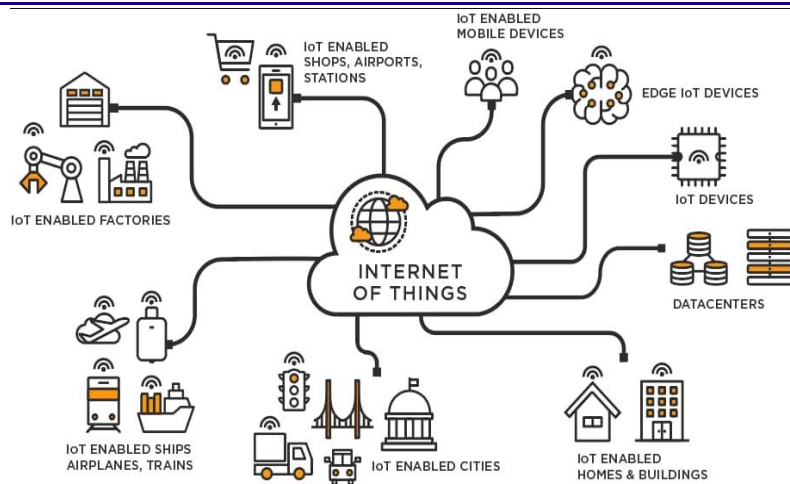 IoT ENABLED
MOBILE DEVICES
IoT ENABLED
SHOPS, AIRPORTS,
STATIONS
EDGE IoT DEVICES
IoT DEVICES
IoT ENABLED FACTORIES
INTERNET
OF THINGS
DATACENTERS
IoT ENABLED SHIPS
AIRPLANES, TRAINS
IoT ENABLED CITIES
IoT ENABLED
HOMES & BUILDINGS